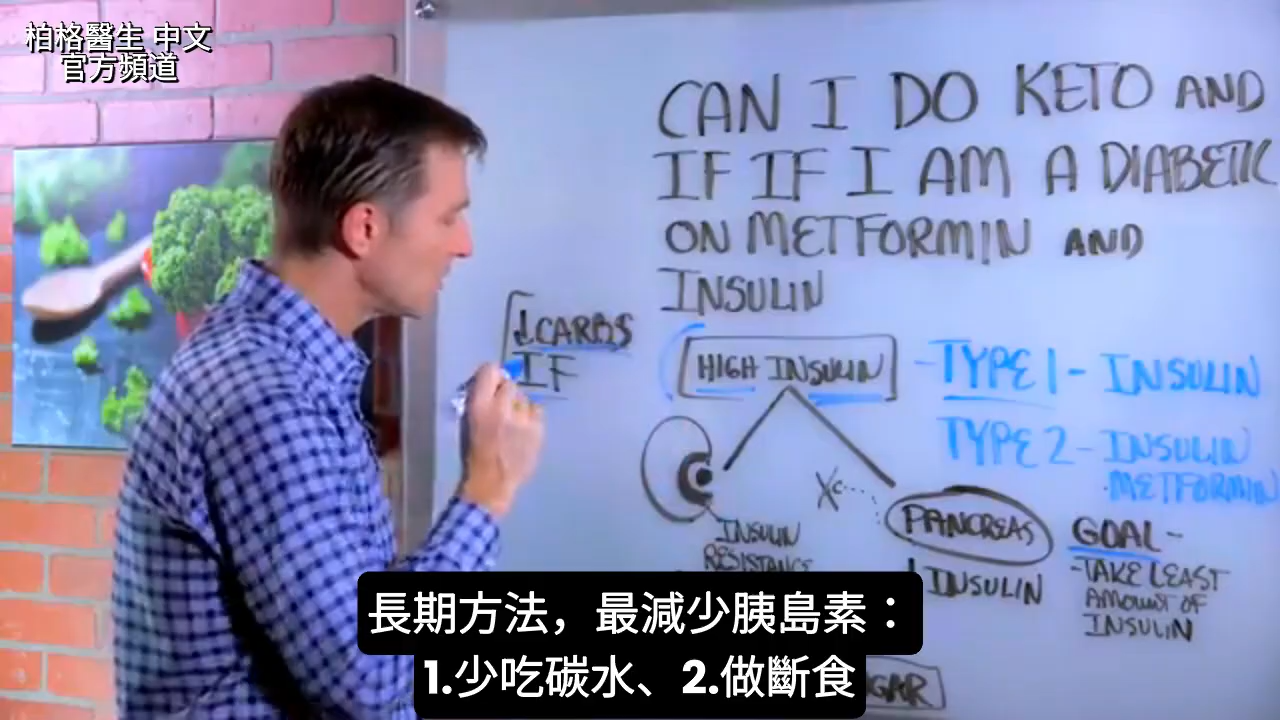 柏格醫生 中文
官方頻道
CAN I DO KETO AND
IF IF I AM A DIABETIC
ON METFORMIN AND
INSULIN
↓CARBS
IF
HIGH INSULIN
-TYPE 1- INSULIN
TYPE 2-INSULIN
·METFORMIN
INSULIN
RESISTANCE
PANCREAS
INSULIN
GOAL-
-TAKE LEAST
AMOUNT OF
INSULIN
長期方法，最減少胰島素：
1.少吃碳水、2.做斷食